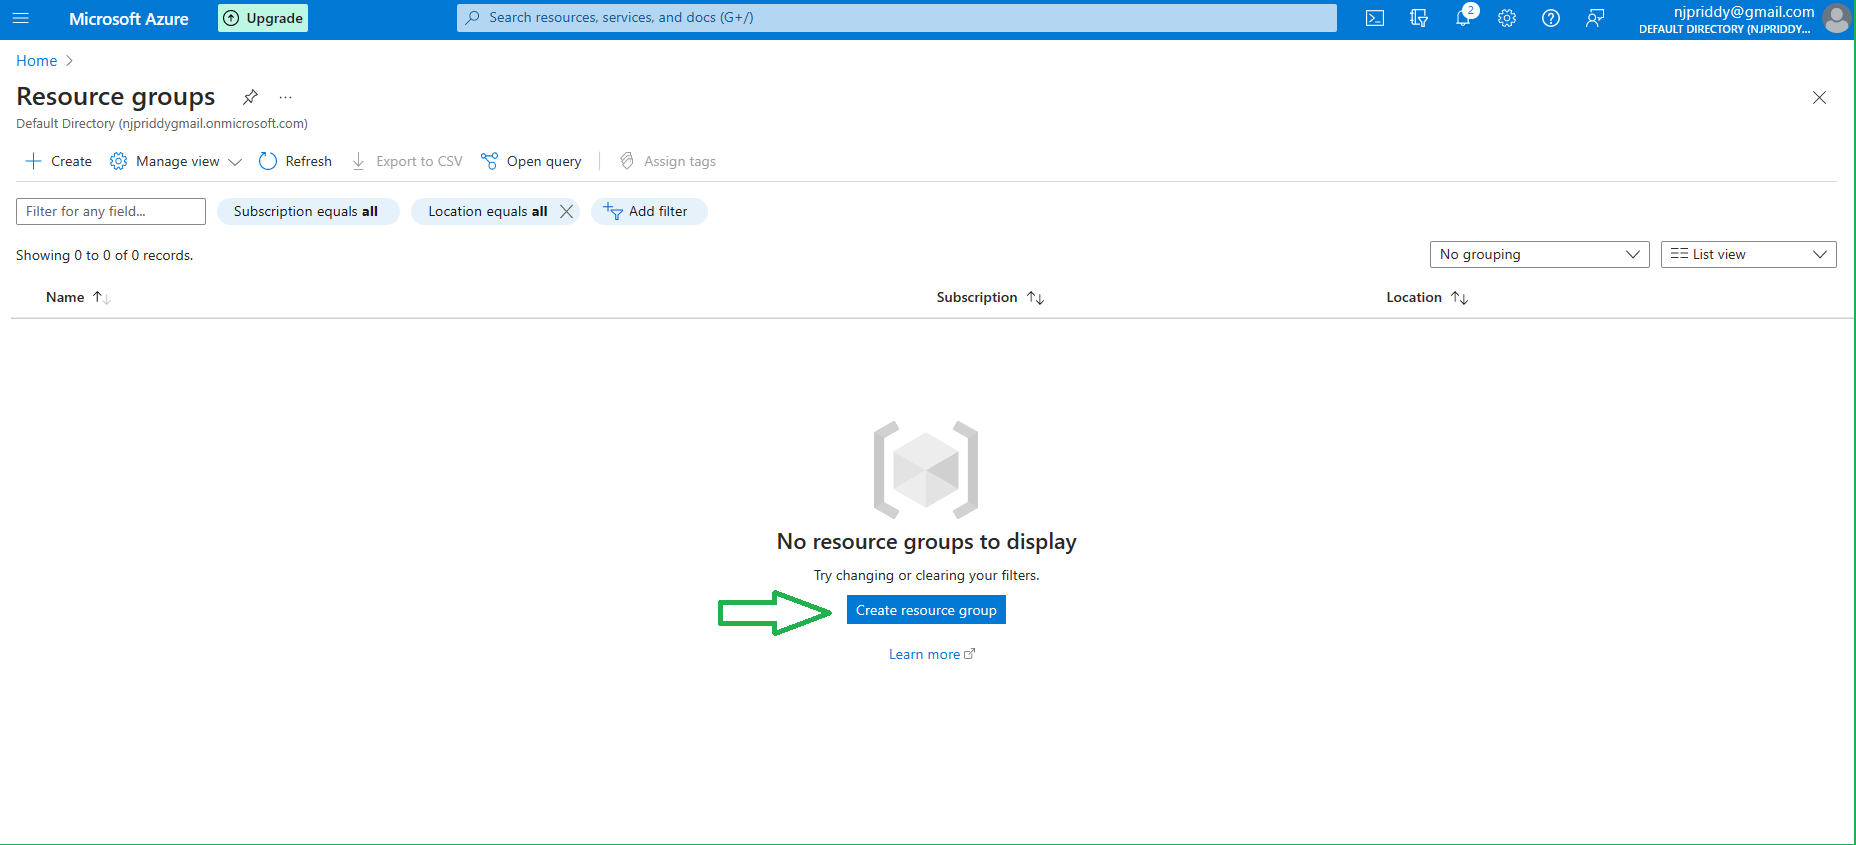 Microsoft Azure Upgrade Search resources, services, and docs (G+/) 2 njpriddy@gmail.com
DEFAULT DIRECTORY (NJPRIDDY...
Home
Resource groups ...
Default Directory (njpriddygmail.onmicrosoft.com)
Create Manage view Refresh Export to CSV Open query Assign tags
Filter for any field... Subscription equals all Location equals all Add filter
Showing 0 to 0 of 0 records. No grouping List view
Name Subscription Location
No resource groups to display
Try changing or clearing your filters.
Create resource group
Learn more